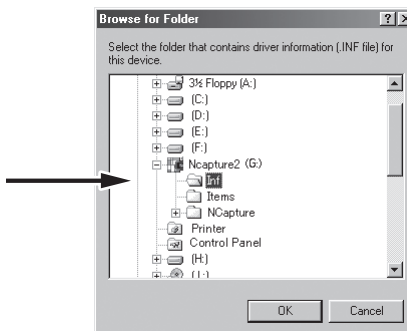 Browse for Folder
Select the folder that contains driver information (.INF file) for
this device.
3½ Floppy (A:)
(C:)
(D:)
(E:)
(F:)
Ncapture2 (G:)
Inf
Items
NCapture
Printer
Control Panel
(H:)
OK
Cancel